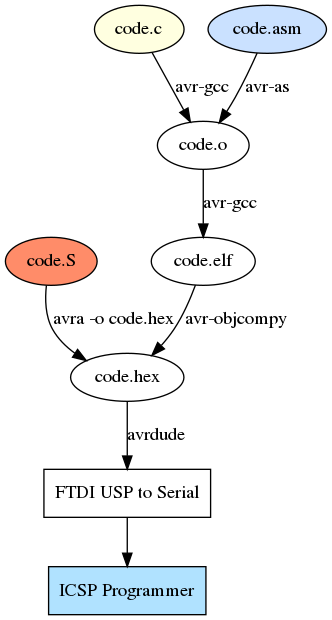 code.c
code.asm
avr-gcc
avr-as
code.o
avr-gcc
code.S
code.elf
avra -o code.hex
avr-objcompy
code.hex
avrdude
FTDI USP to Serial
ICSP Programmer